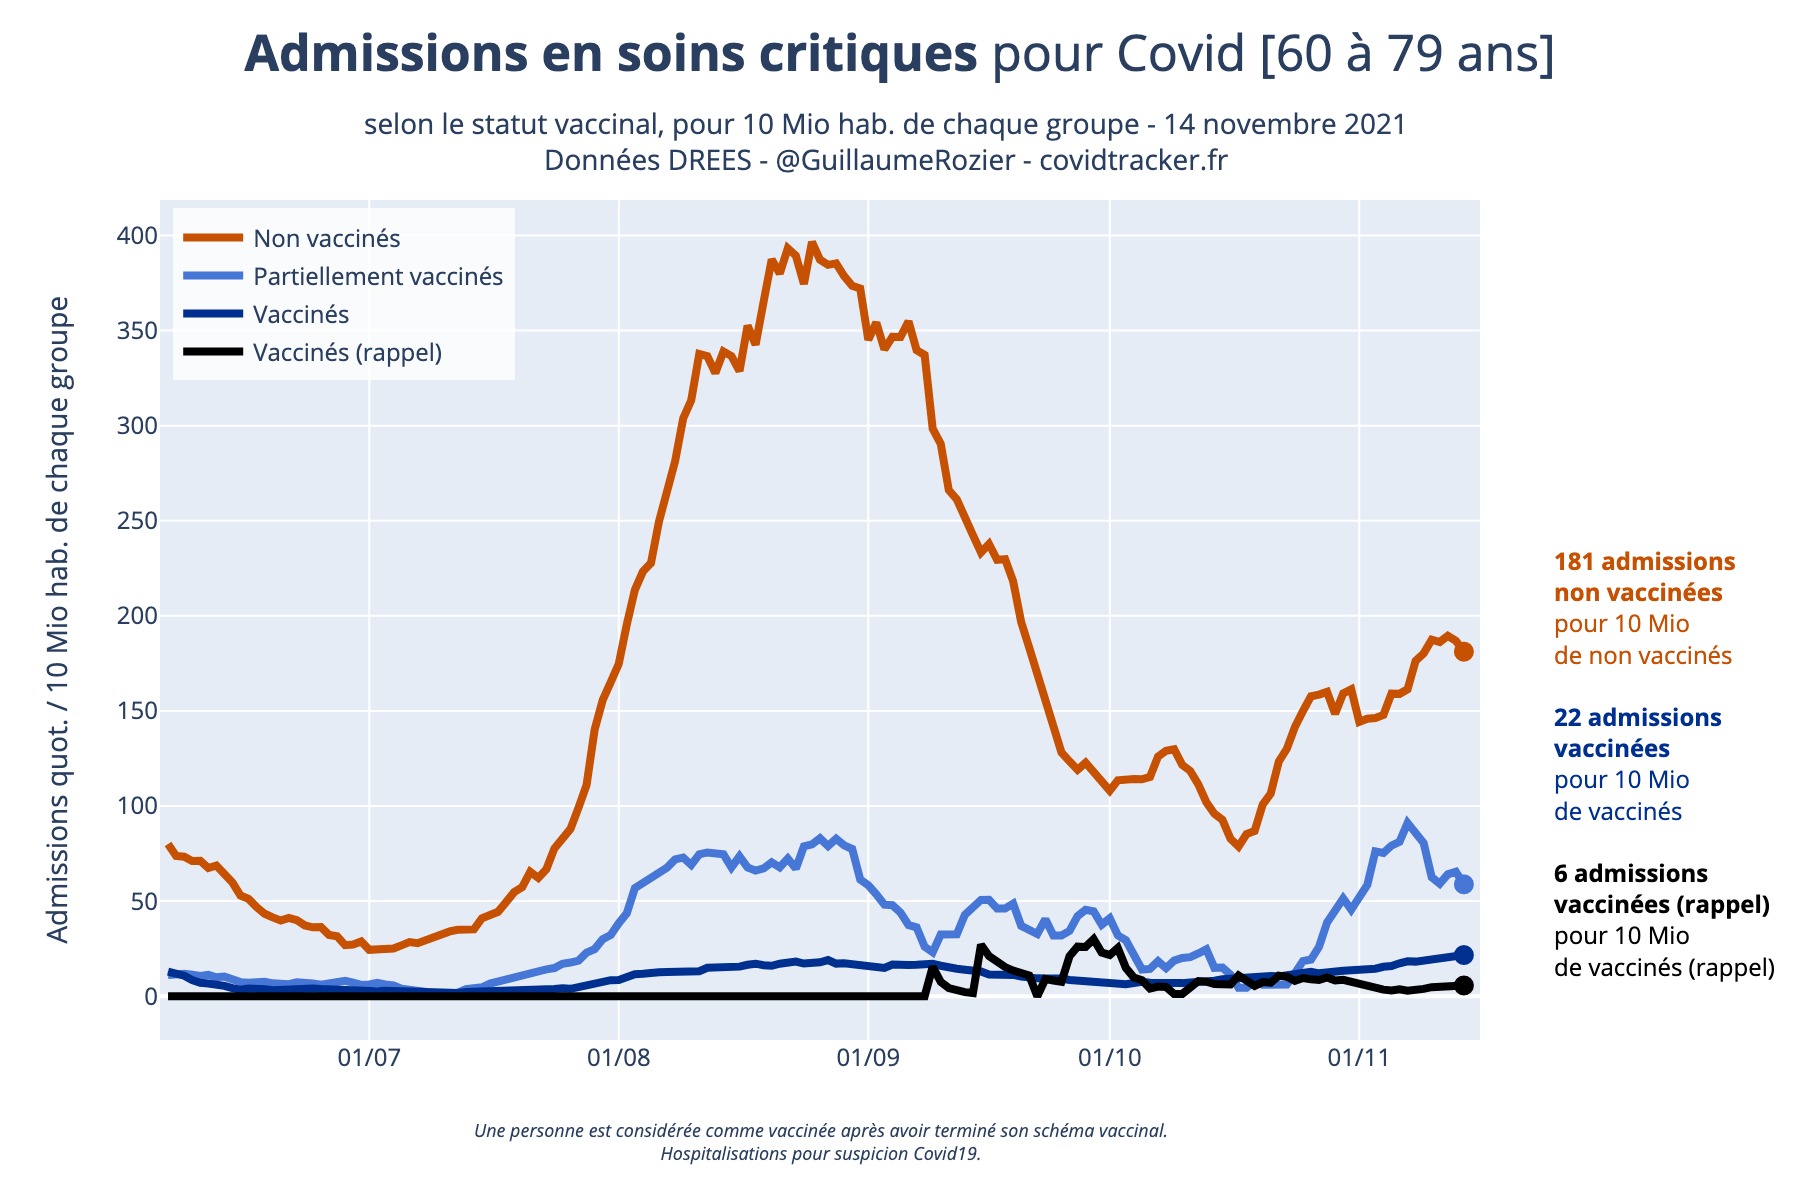 Admissions en soins critiques pour Covid [60 à 79 ans]
selon le statut vaccinal, pour 10 Mio hab. de chaque groupe - 14 novembre 2021
Données DREES - @GuillaumeRozier - covidtracker.fr
Admissions quot. / 10 Mio hab. de chaque groupe
400
350
300
250
200
150
100
50
0
Non vaccinés
Partiellement vaccinés
Vaccinés
Vaccinés (rappel)
181 admissions
non vaccinées
pour 10 Mio
de non vaccinés
22 admissions
vaccinées
pour 10 Mio
de vaccinés
6 admissions
vaccinées (rappel)
pour 10 Mio
de vaccinés (rappel)
01/07
01/08
01/09
01/10
01/11
Une personne est considérée comme vaccinée après avoir terminé son schéma vaccinal.
Hospitalisations pour suspicion Covid19.